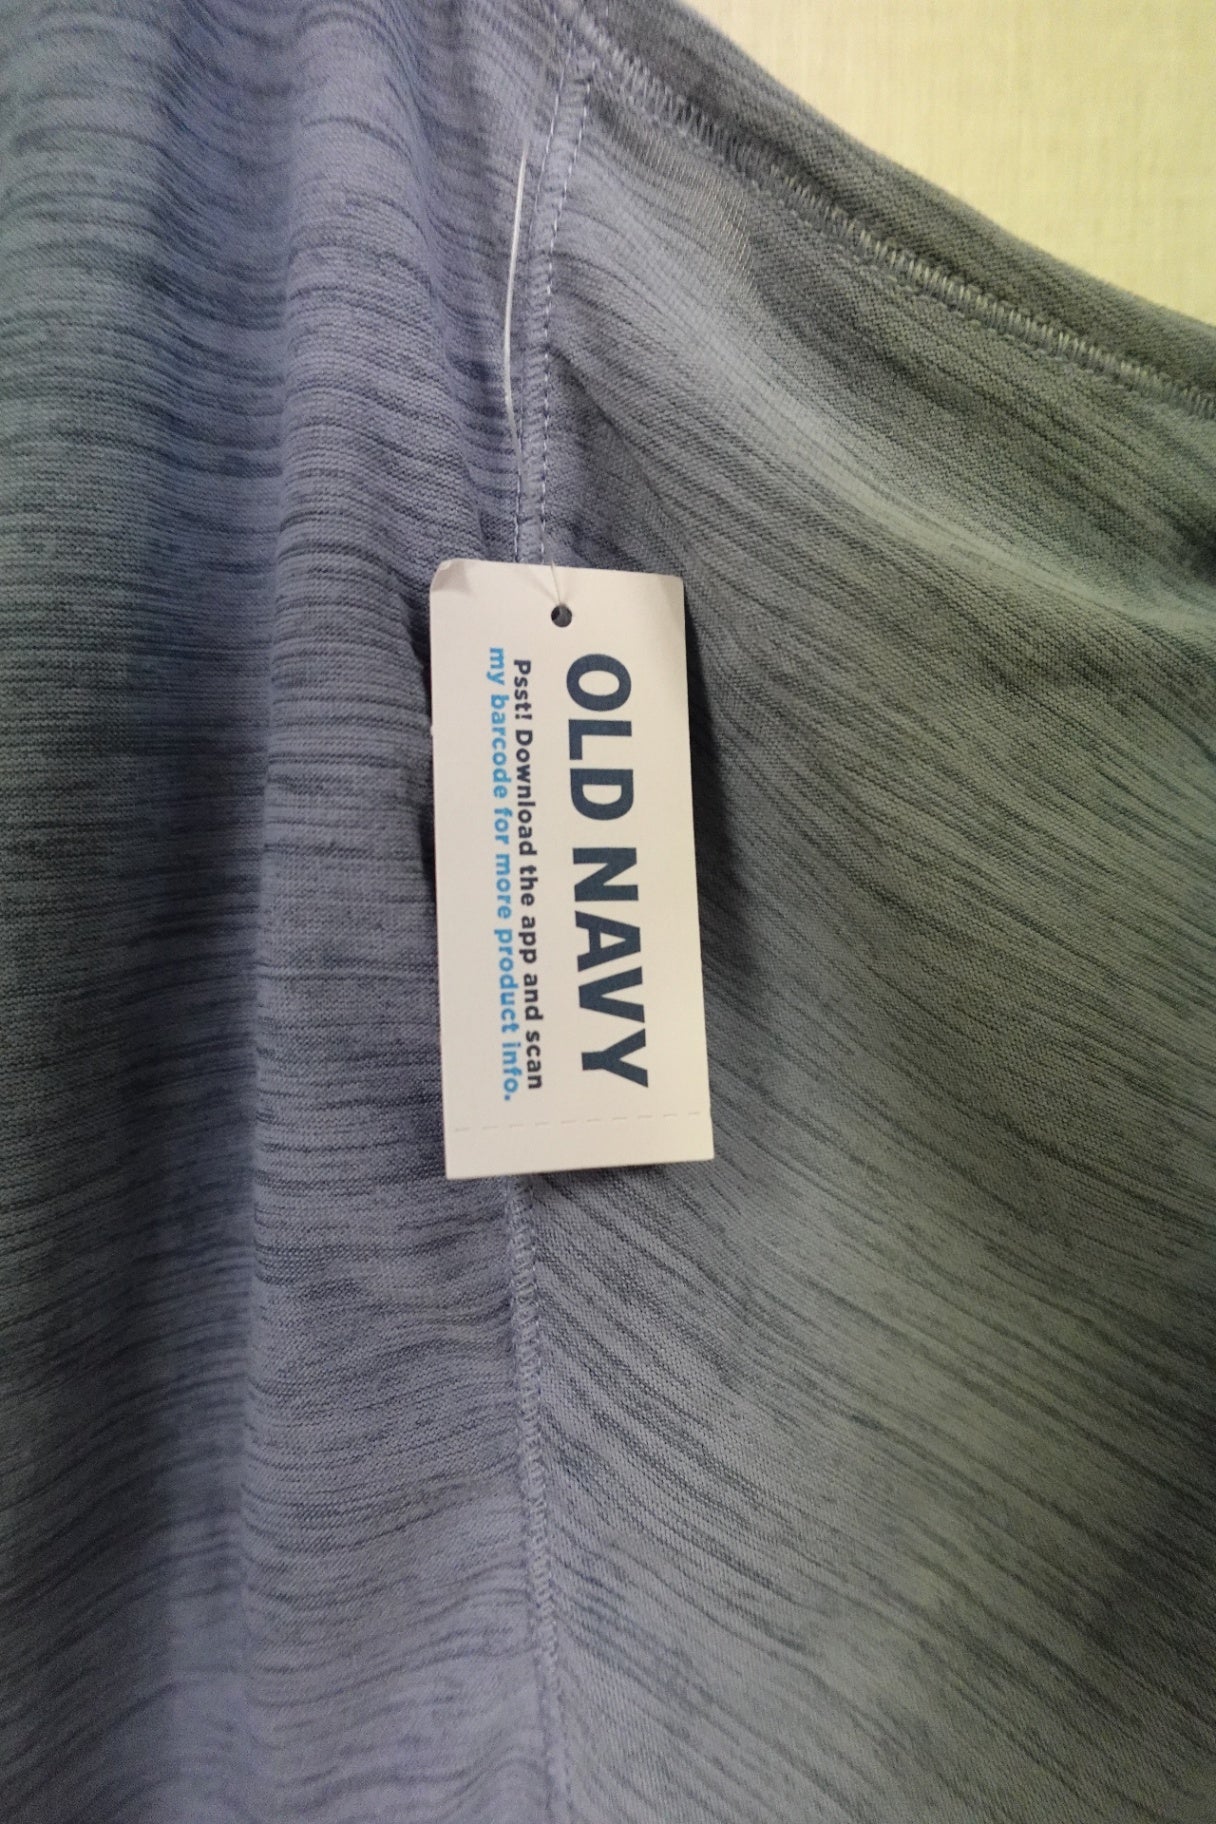 OLD NAVY
Psst! Download the app and scan
my barcode for more product info.